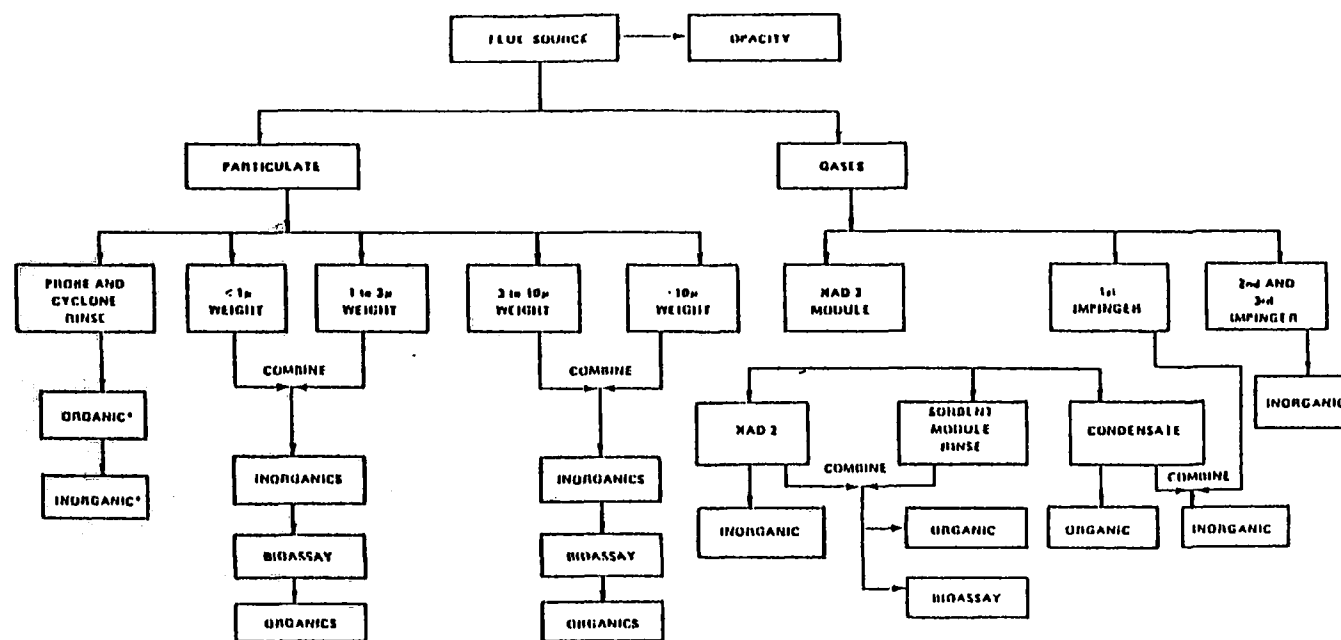 FLUE SOURCE
OPACITY
PARTICULATE
GASES
PROBE AND
CYCLONE
RINSE
< 1µ
WEIGHT
1 to 3µ
WEIGHT
3 to 10µ
WEIGHT
10µ
WEIGHT
XAD 2
MODULE
1st
IMPINGER
2nd AND
3rd
IMPINGER
COMBINE
COMBINE
ORGANIC*
XAD 2
SORBENT
MODULE
RINSE
CONDENSATE
INORGANIC
INORGANIC*
INORGANICS
INORGANICS
COMBINE
COMBINE
INORGANIC
ORGANIC
ORGANIC
INORGANIC
BIOASSAY
BIOASSAY
BIOASSAY
ORGANICS
ORGANICS